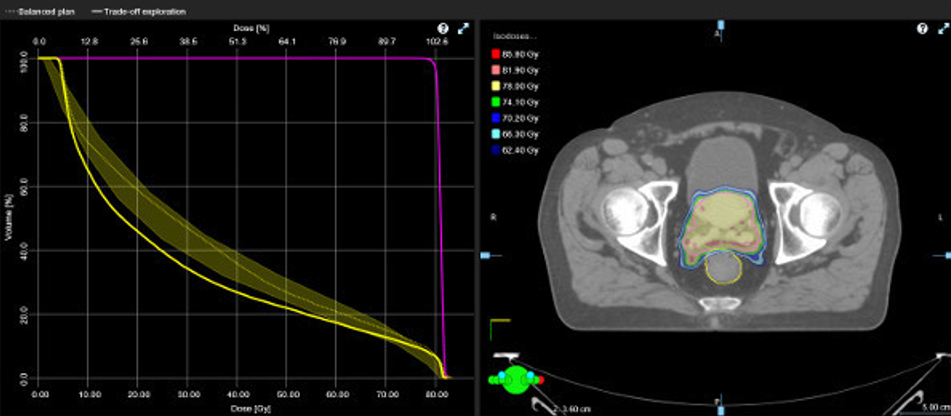 Balanced plan Trade-off exploration
Dose [%]
0.0 12.8 25.6 38.5 51.3 64.1 76.9 89.7 102.6
100.0
80.0
60.0
40.0
20.0
0.0
Volume [%]
0.00 10.00 20.00 30.00 40.00 50.00 60.00 70.00 80.00
Dose [Gy]
Isodoses...
85.80 Gy
81.90 Gy
78.00 Gy
74.10 Gy
70.20 Gy
66.30 Gy
62.40 Gy
A
R
L
P
Z: 3.60 cm
5.00 cm